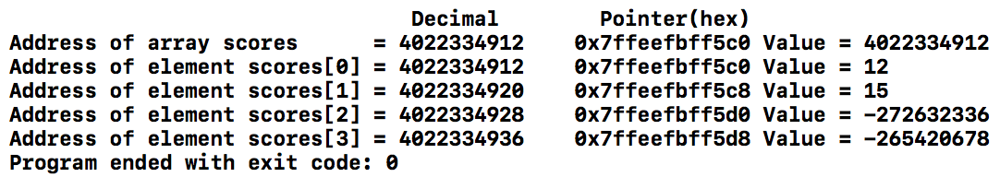 Decimal Pointer(hex)
Address of array scores = 4022334912 0x7ffeefbff5c0 Value = 4022334912
Address of element scores[0] = 4022334912 0x7ffeefbff5c0 Value = 12
Address of element scores[1] = 4022334920 0x7ffeefbff5c8 Value = 15
Address of element scores[2] = 4022334928 0x7ffeefbff5d0 Value = -272632336
Address of element scores[3] = 4022334936 0x7ffeefbff5d8 Value = -265420678
Program ended with exit code: 0